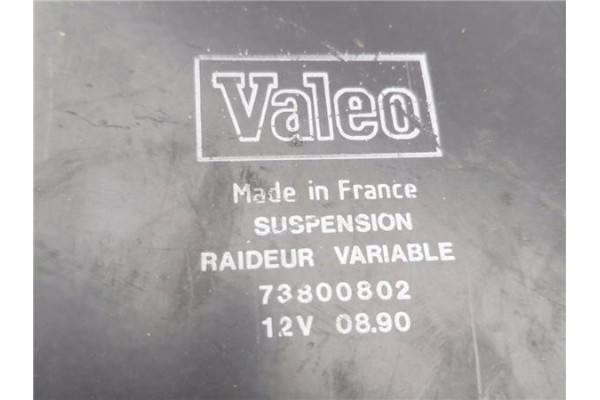 Valeo
Made in France
SUSPENSION
RAIDEUR VARIABLE
73800802
12V 08.90